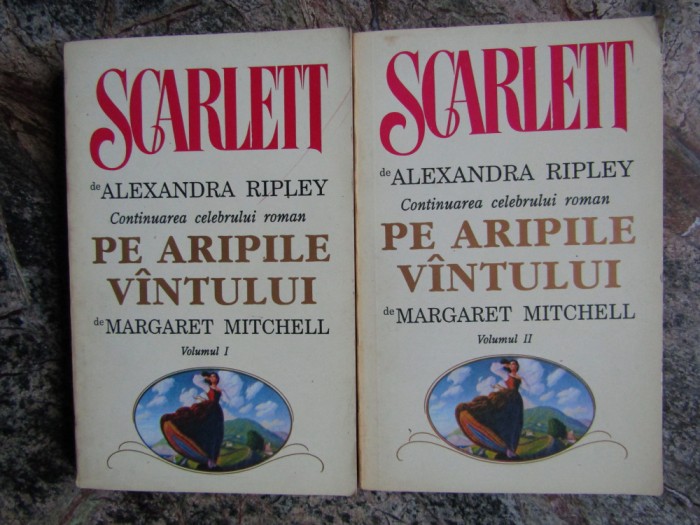 SCARLETT
de ALEXANDRA RIPLEY
Continuarea celebrului roman
PE ARIPILE
VÎNTULUI
de MARGARET MITCHELL
Volumul I
SCARLETT
de ALEXANDRA RIPLEY
Continuarea celebrului roman
PE ARIPILE
VÎNTULUI
de MARGARET MITCHELL
Volumul II